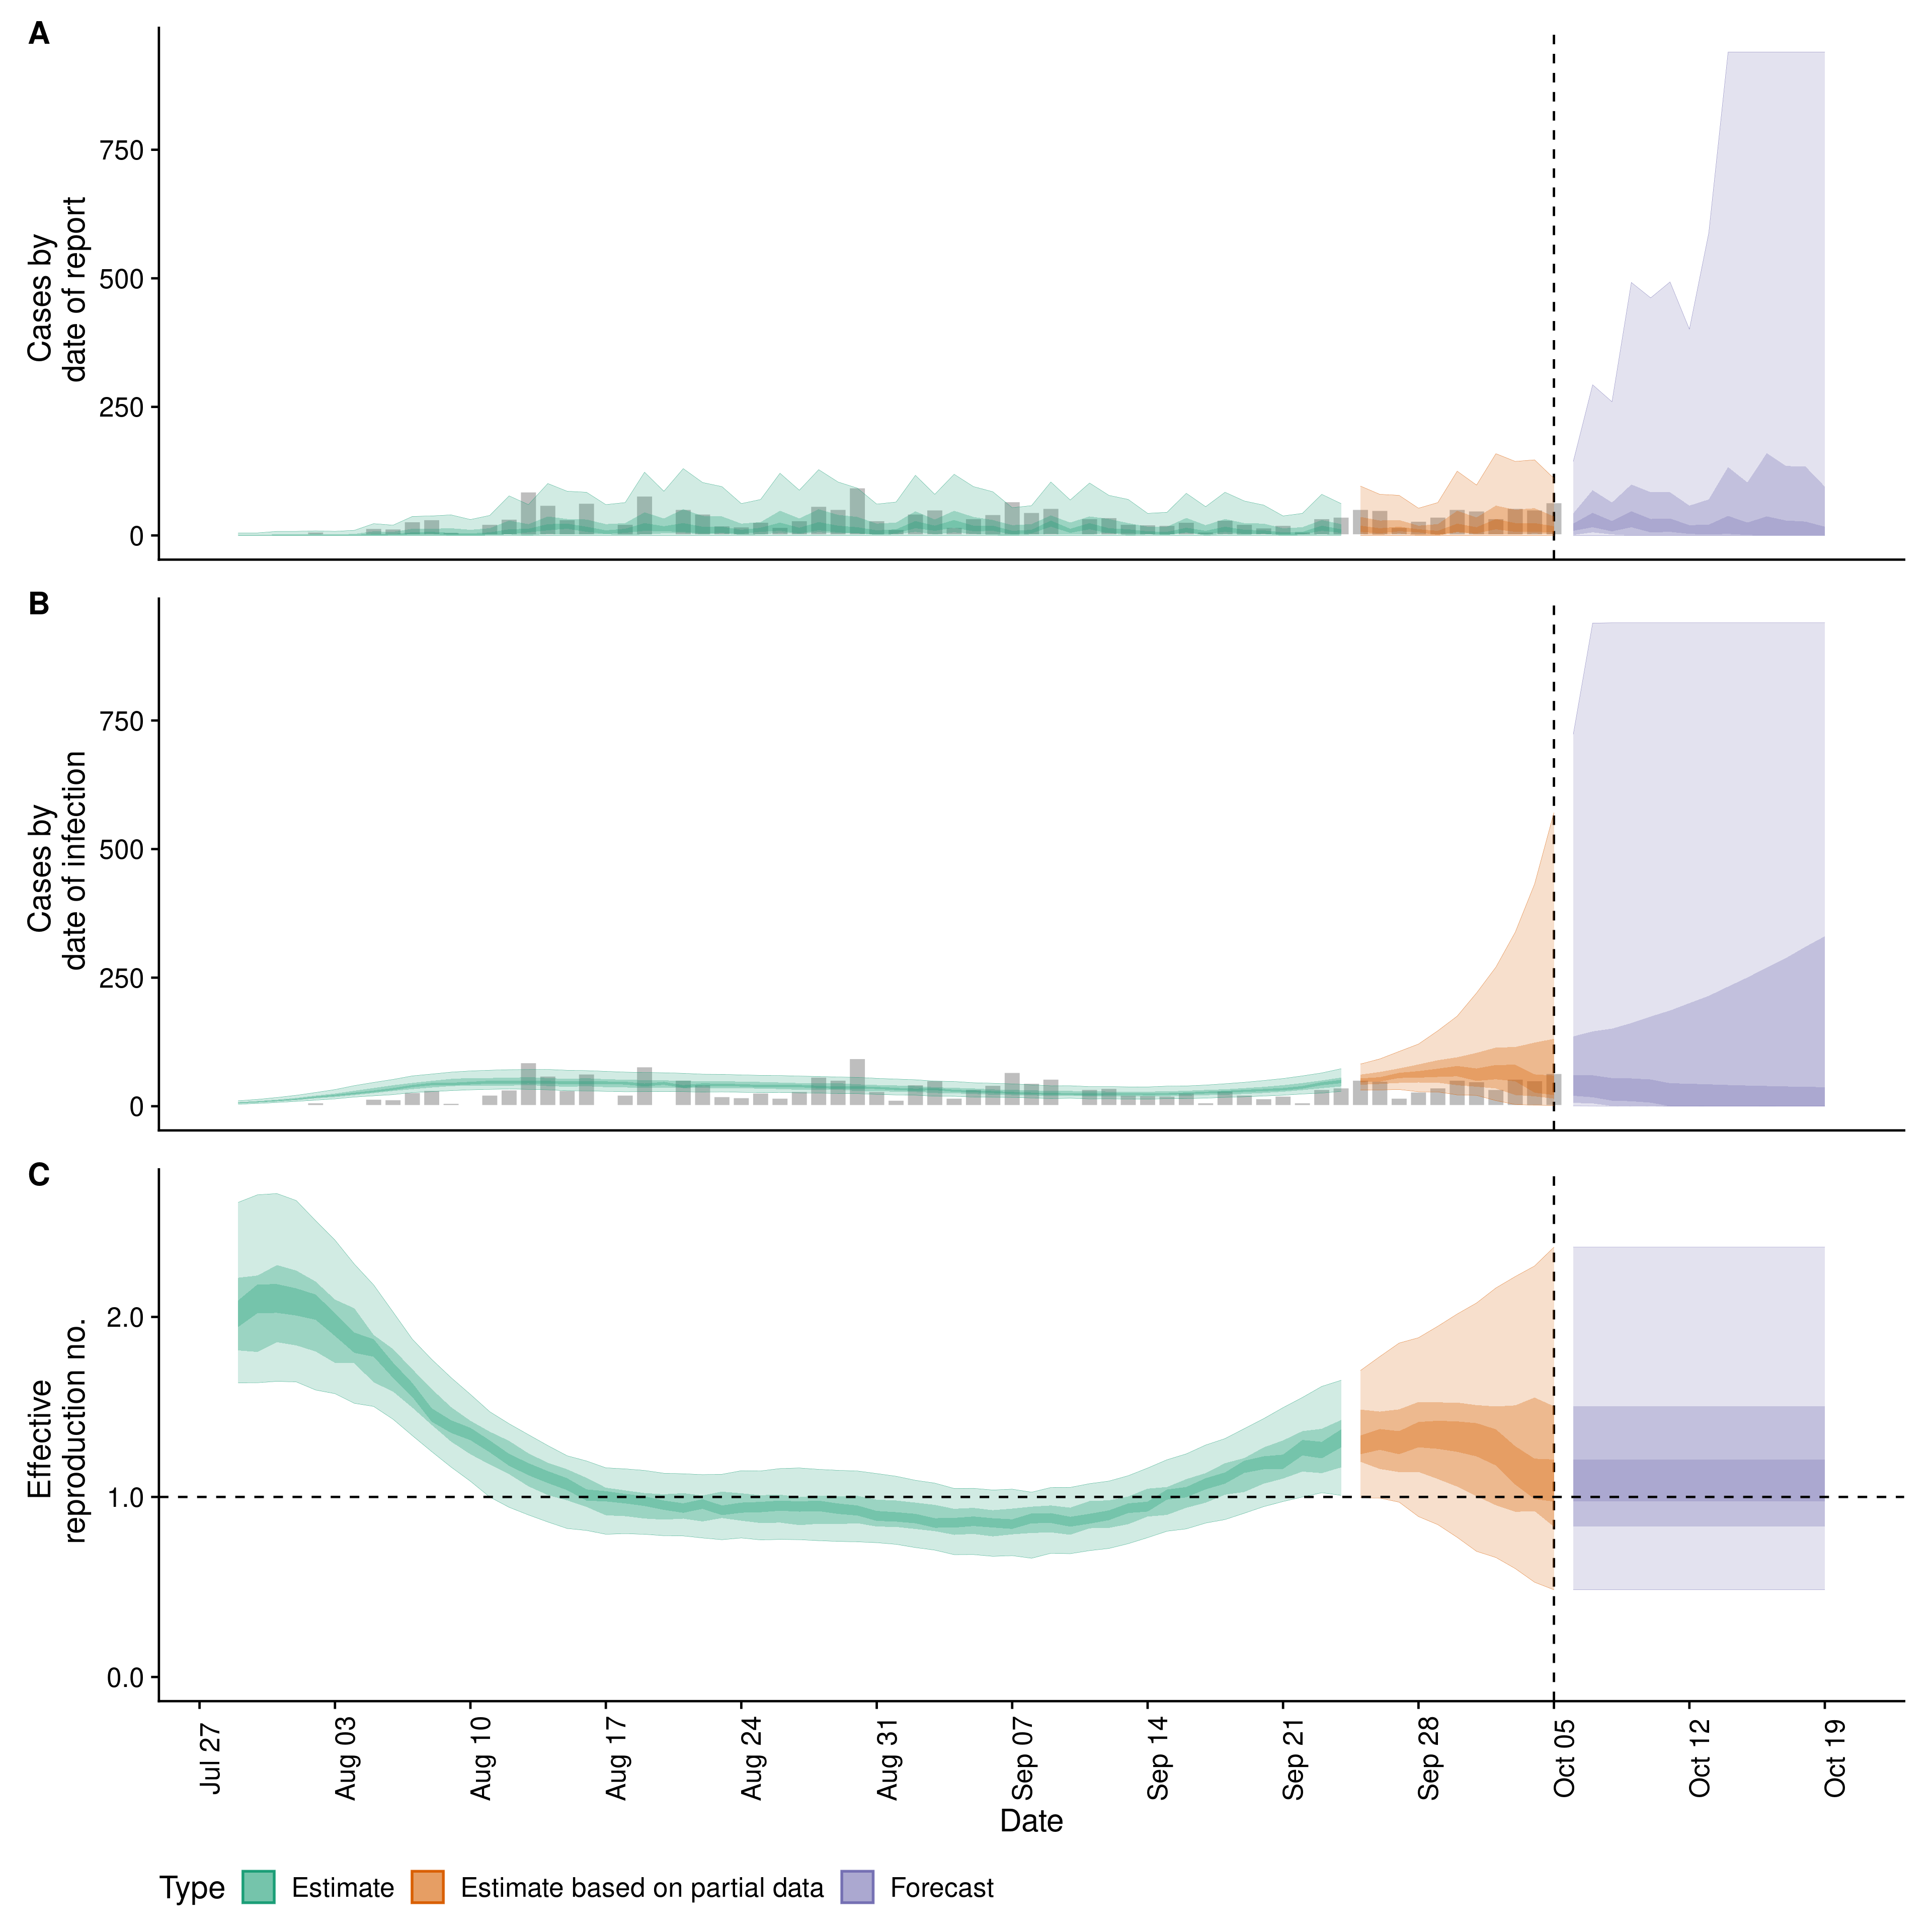 A
Cases by
date of report
750
500
250
0
B
Cases by
date of infection
750
500
250
0
C
Effective
reproduction no.
2.0
1.0
0.0
Jul 27
Aug 03
Aug 10
Aug 17
Aug 24
Aug 31
Sep 07
Sep 14
Sep 21
Sep 28
Oct 05
Oct 12
Oct 19
Date
Type Estimate Estimate based on partial data Forecast